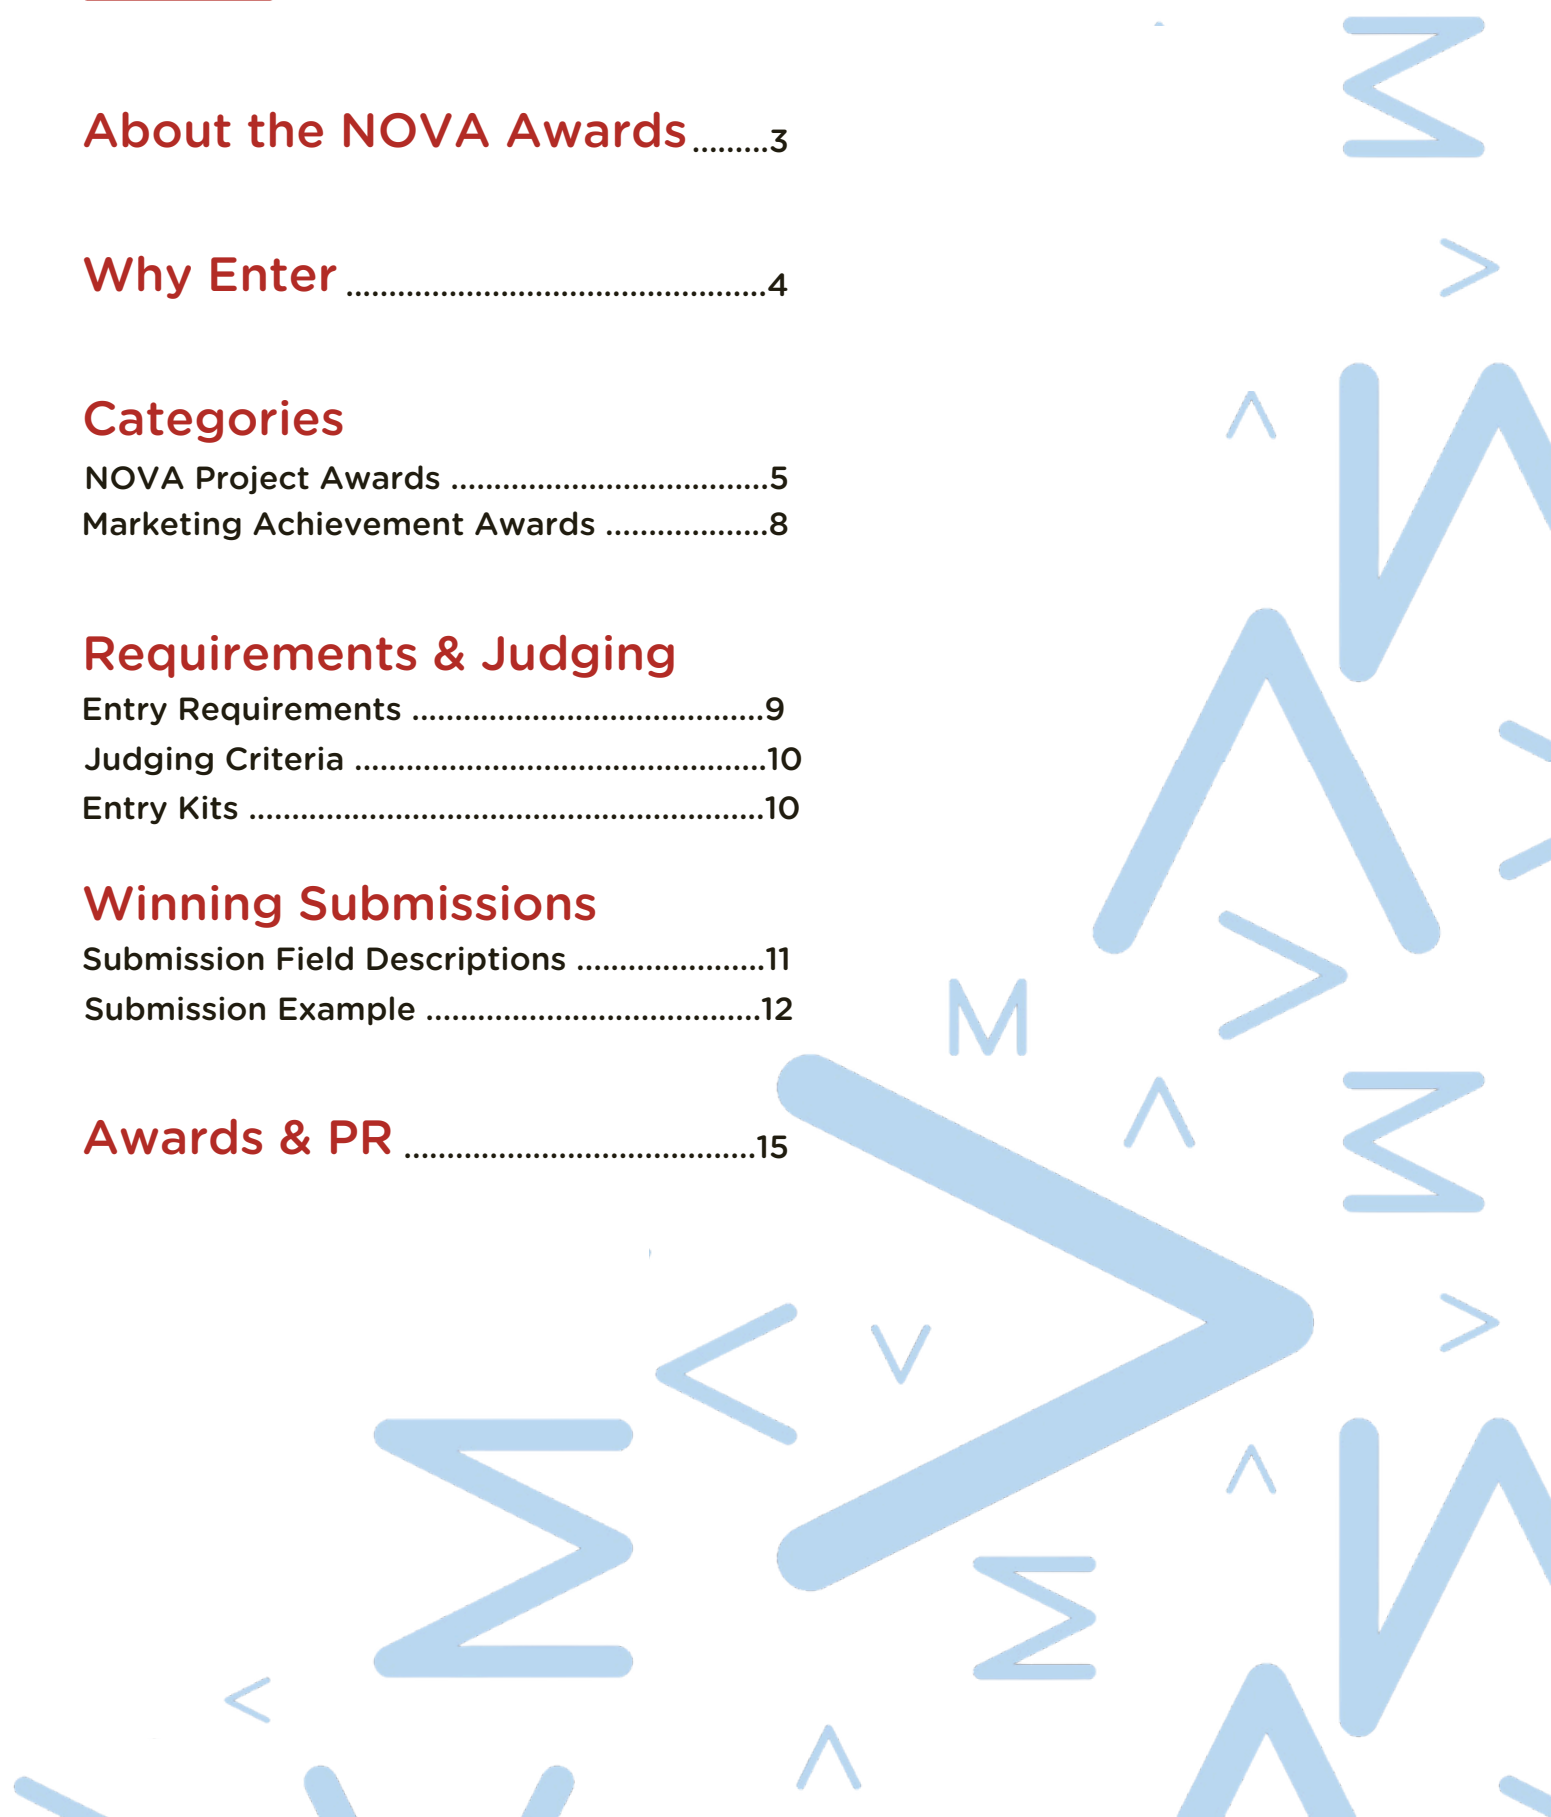 About the NOVA Awards.........3
Why Enter .................................................4
Categories
NOVA Project Awards .....................................5
Marketing Achievement Awards ...................8
Requirements & Judging
Entry Requirements .........................................9
Judging Criteria ................................................10
Entry Kits ............................................................10
Winning Submissions
Submission Field Descriptions ......................11
Submission Example .......................................12
Awards & PR .........................................15
M